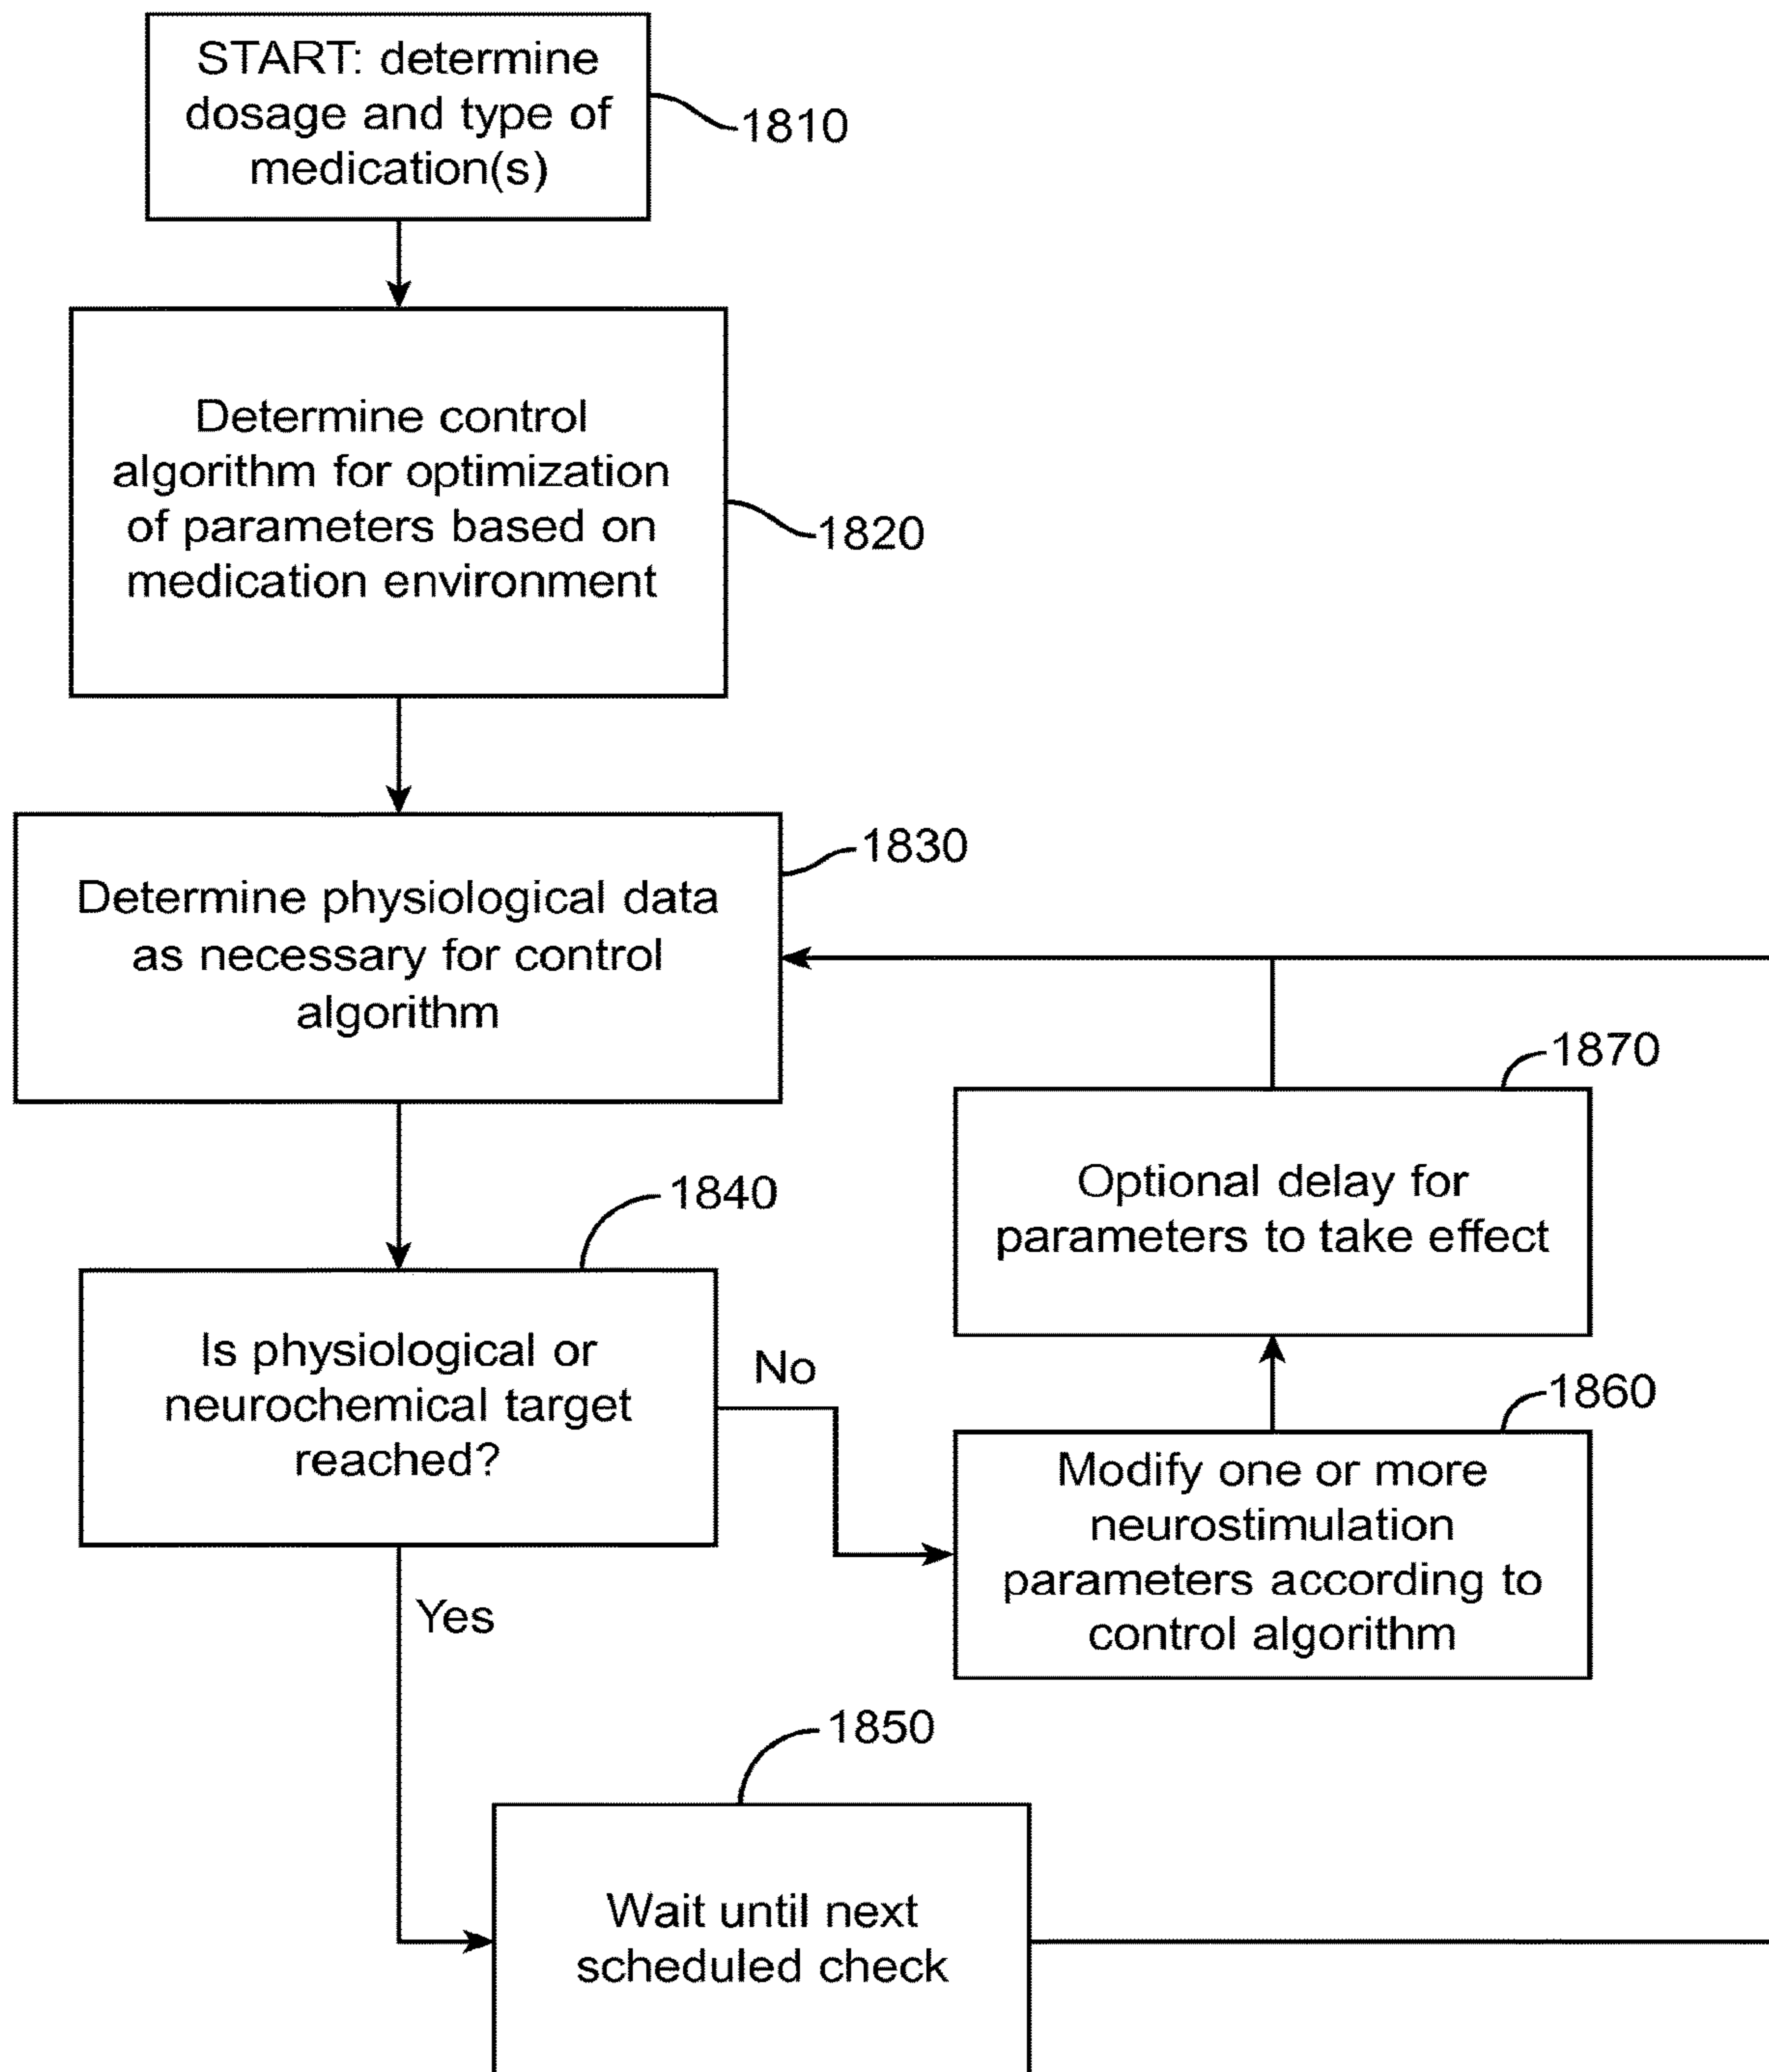 START: determine
dosage and type of
medication(s)
1810
Determine control
algorithm for optimization
of parameters based on
medication environment
1820
Determine physiological data
as necessary for control
algorithm
1830
1870
Optional delay for
parameters to take effect
1840
Is physiological or
neurochemical target
reached?
No
1860
Modify one or more
neurostimulation
parameters according to
control algorithm
Yes
1850
Wait until next
scheduled check